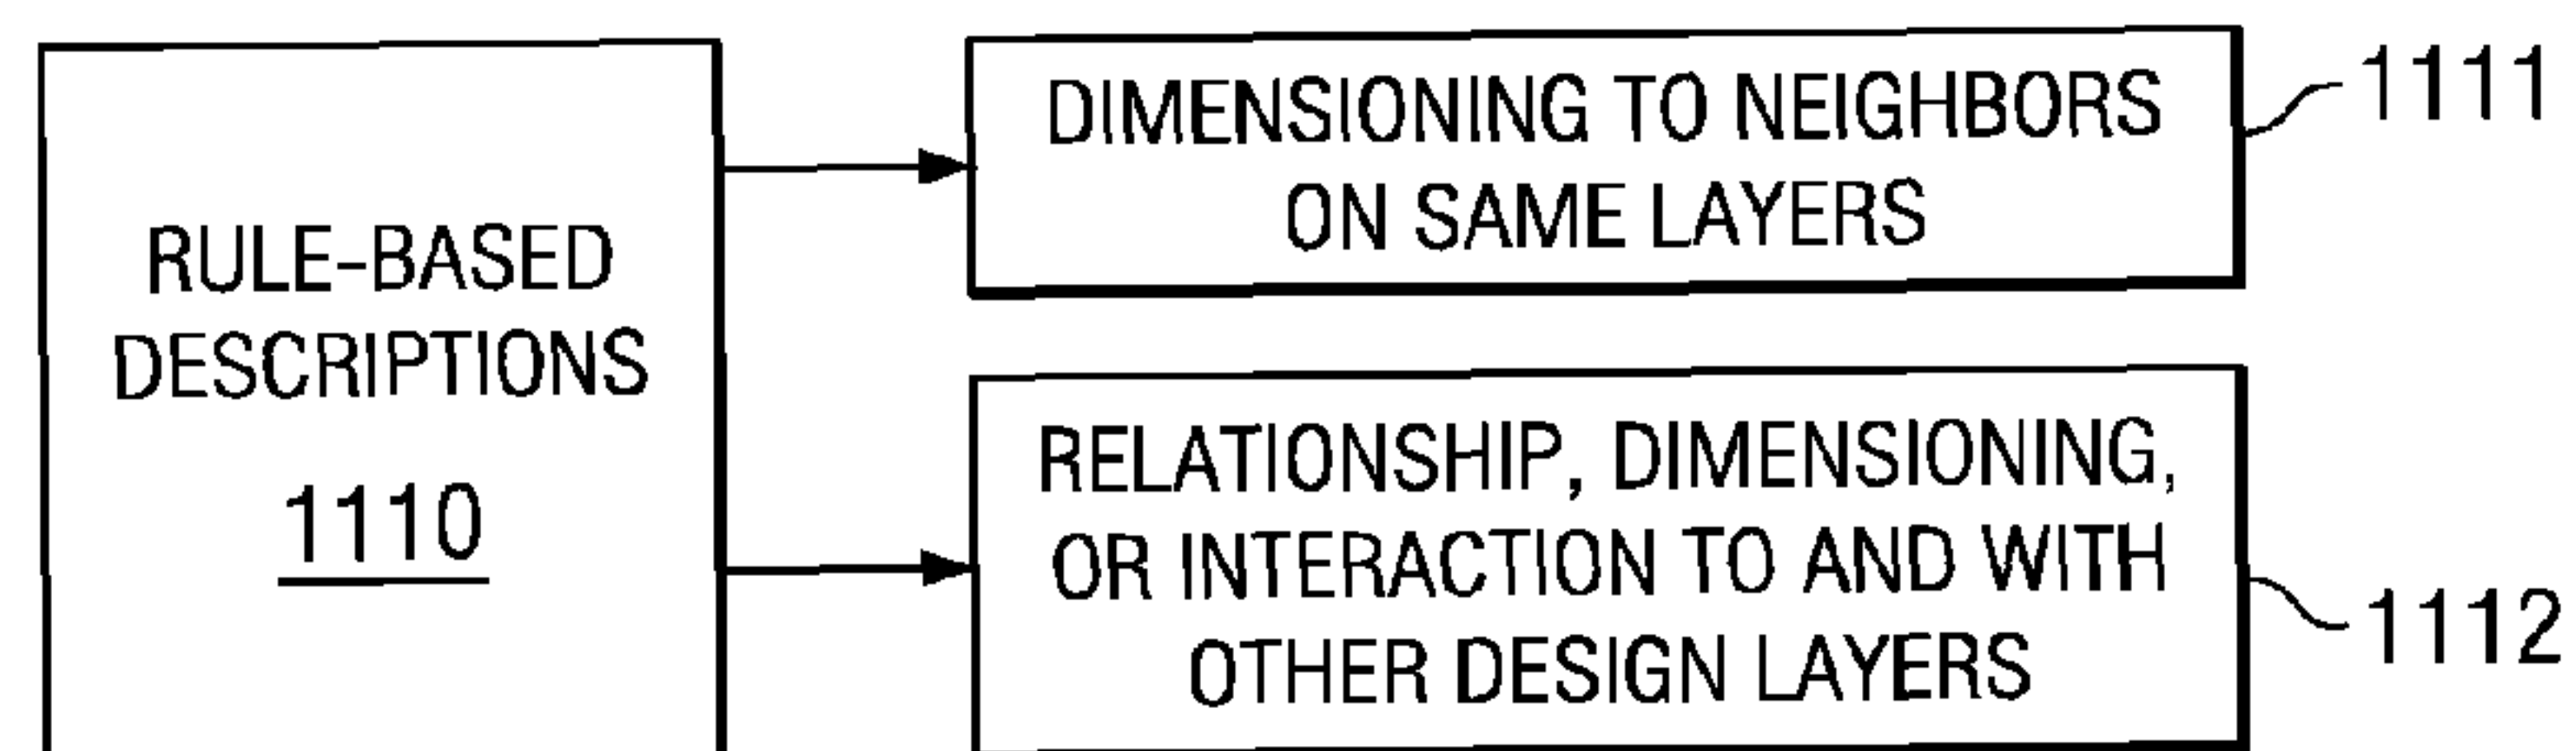 RULE-BASED
DESCRIPTIONS
1110
DIMENSIONING TO NEIGHBORS
ON SAME LAYERS
1111
RELATIONSHIP, DIMENSIONING,
OR INTERACTION TO AND WITH
OTHER DESIGN LAYERS
1112